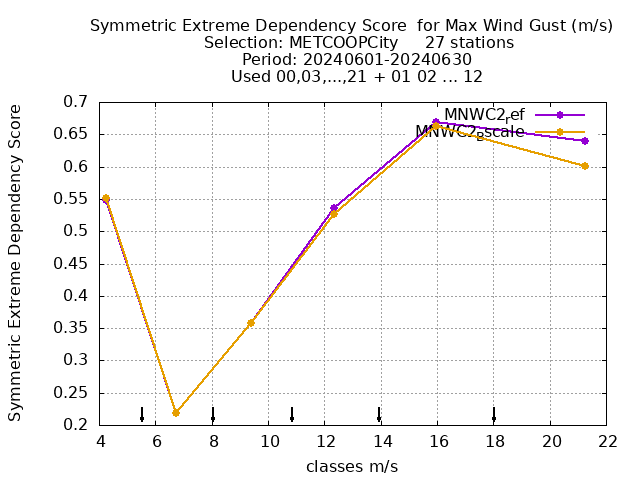 Symmetric Extreme Dependency Score for Max Wind Gust (m/s)
Selection: METCOOPCity 27 stations
Period: 20240601-20240630
Used 00,03,...,21 + 01 02 ... 12
Symmetric Extreme Dependency Score
0.7
0.65
0.6
0.55
0.5
0.45
0.4
0.35
0.3
0.25
0.2
MNWC2ref
MNWC2Bscale
4 6 8 10 12 14 16 18 20 22
classes m/s